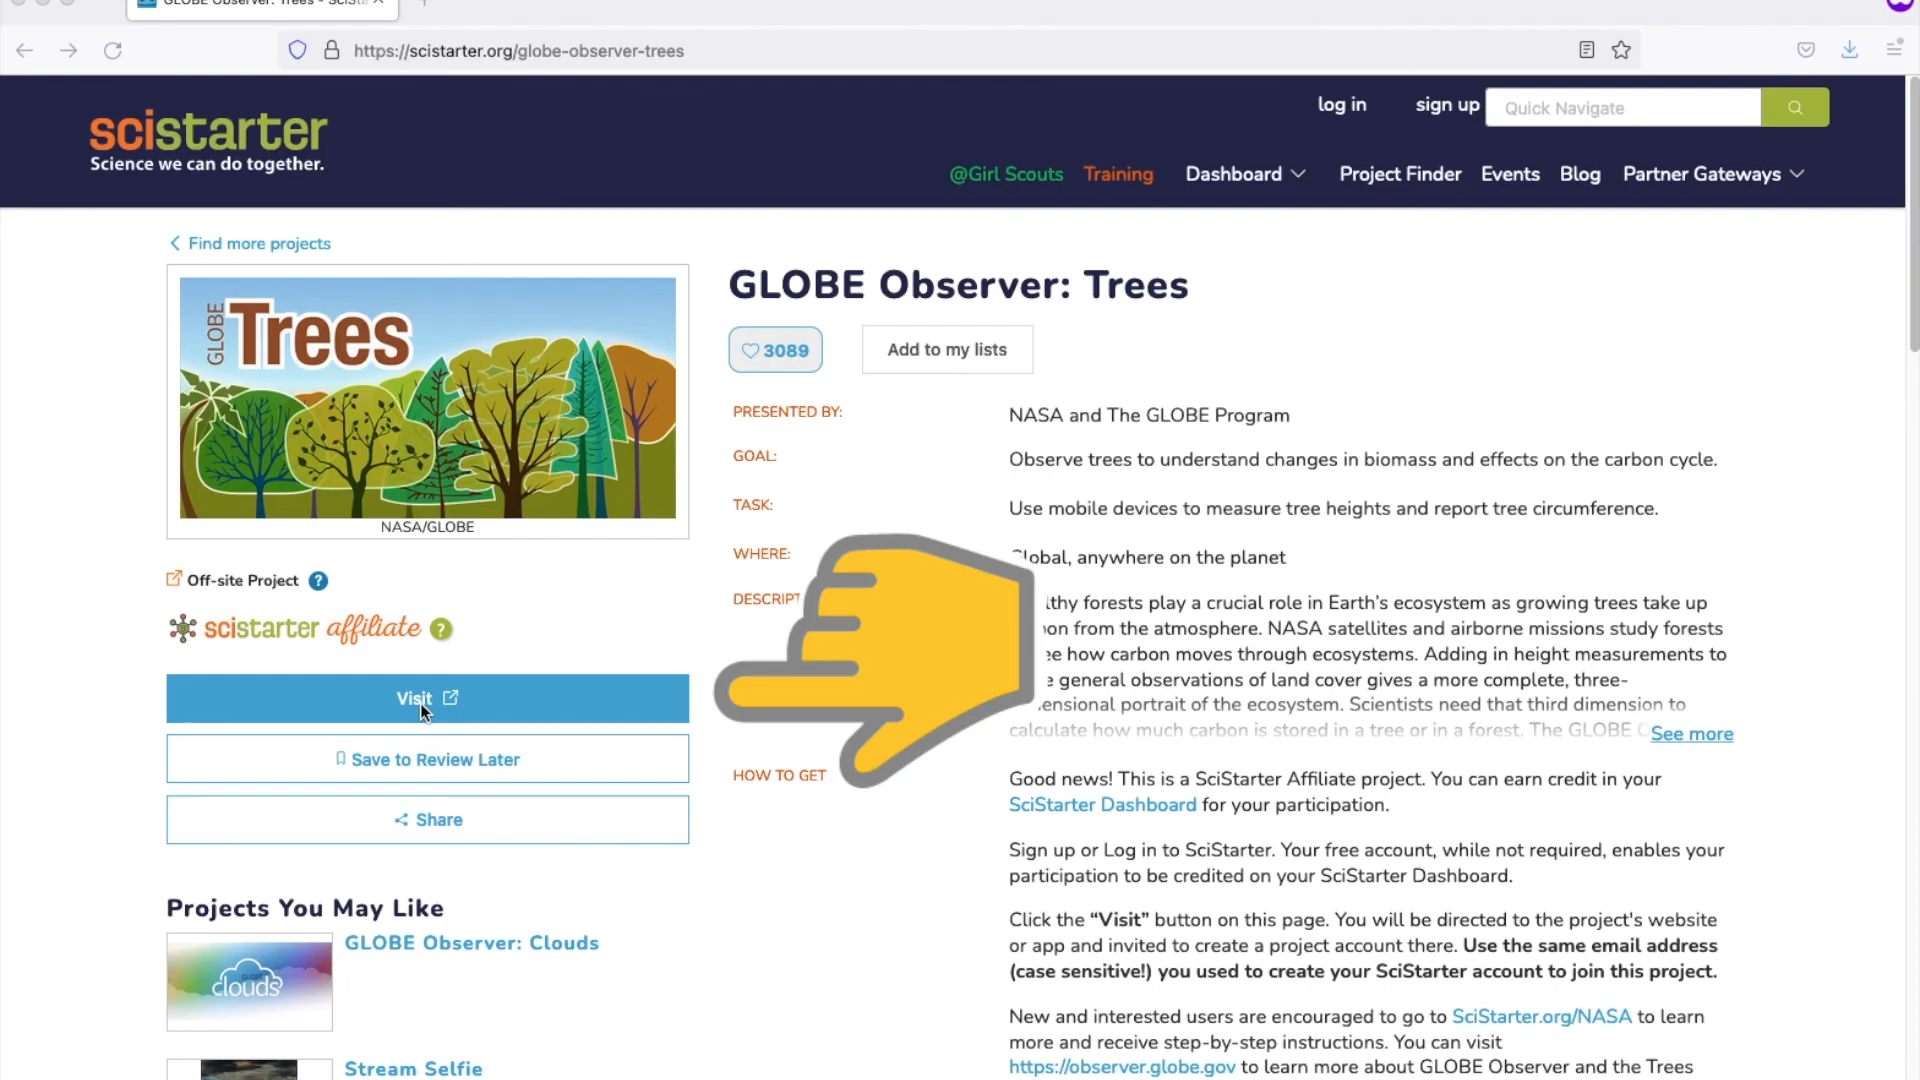 GLOBE Observer: Trees - SciSta
https://scistarter.org/globe-observer-trees
log in
sign up
Quick Navigate
scistarter
Science we can do together.
@Girl Scouts
Training
Dashboard
Project Finder
Events
Blog
Partner Gateways
Find more projects
GLOBE Trees
NASA/GLOBE
Off-site Project ?
scistarter affiliate ?
Visit
Save to Review Later
Share
Projects You May Like
GLOBE Observer: Clouds
clouds
Stream Selfie
GLOBE Observer: Trees
3089
Add to my lists
PRESENTED BY:
NASA and The GLOBE Program
GOAL:
Observe trees to understand changes in biomass and effects on the carbon cycle.
TASK:
Use mobile devices to measure tree heights and report tree circumference.
WHERE:
Global, anywhere on the planet
DESCRIPT
lthy forests play a crucial role in Earth's ecosystem as growing trees take up
on from the atmosphere. NASA satellites and airborne missions study forests
ee how carbon moves through ecosystems. Adding in height measurements to
e general observations of land cover gives a more complete, three-
ensional portrait of the ecosystem. Scientists need that third dimension to
calculate how much carbon is stored in a tree or in a forest. The GLOBE O
See more
HOW TO GET
Good news! This is a SciStarter Affiliate project. You can earn credit in your
SciStarter Dashboard for your participation.
Sign up or Log in to SciStarter. Your free account, while not required, enables your
participation to be credited on your SciStarter Dashboard.
Click the “Visit” button on this page. You will be directed to the project's website
or app and invited to create a project account there. Use the same email address
(case sensitive!) you used to create your SciStarter account to join this project.
New and interested users are encouraged to go to SciStarter.org/NASA to learn
more and receive step-by-step instructions. You can visit
https://observer.globe.gov to learn more about GLOBE Observer and the Trees